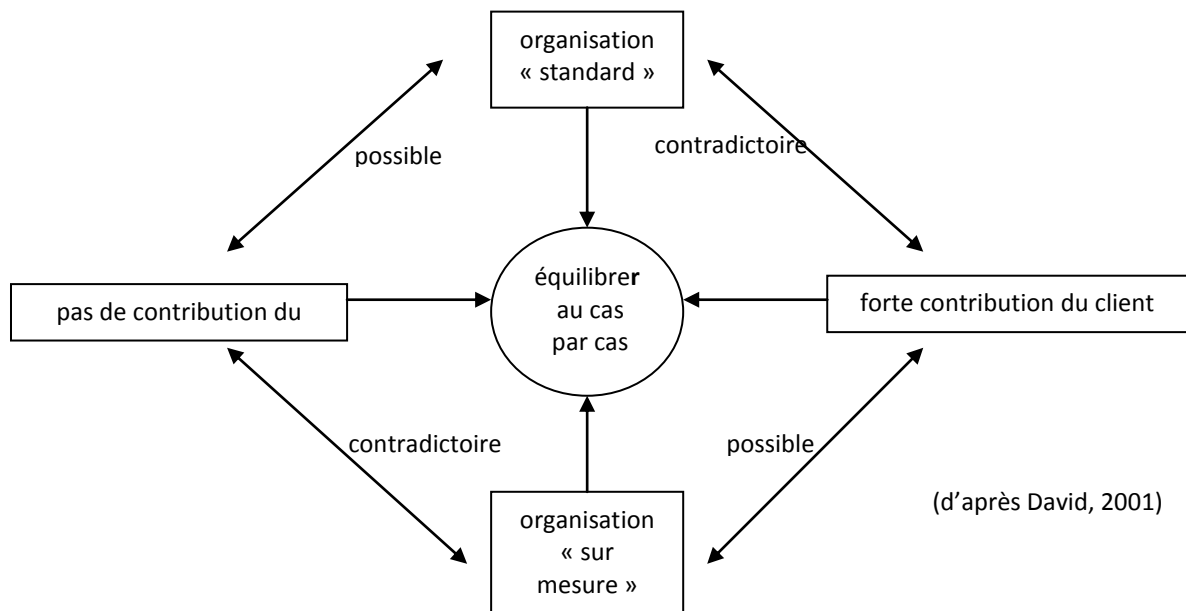 organisation
« standard »
possible
contradictoire
pas de contribution du
équilibrer
au cas
par cas
forte contribution du client
contradictoire
possible
organisation
« sur
mesure »
(d’après David, 2001)